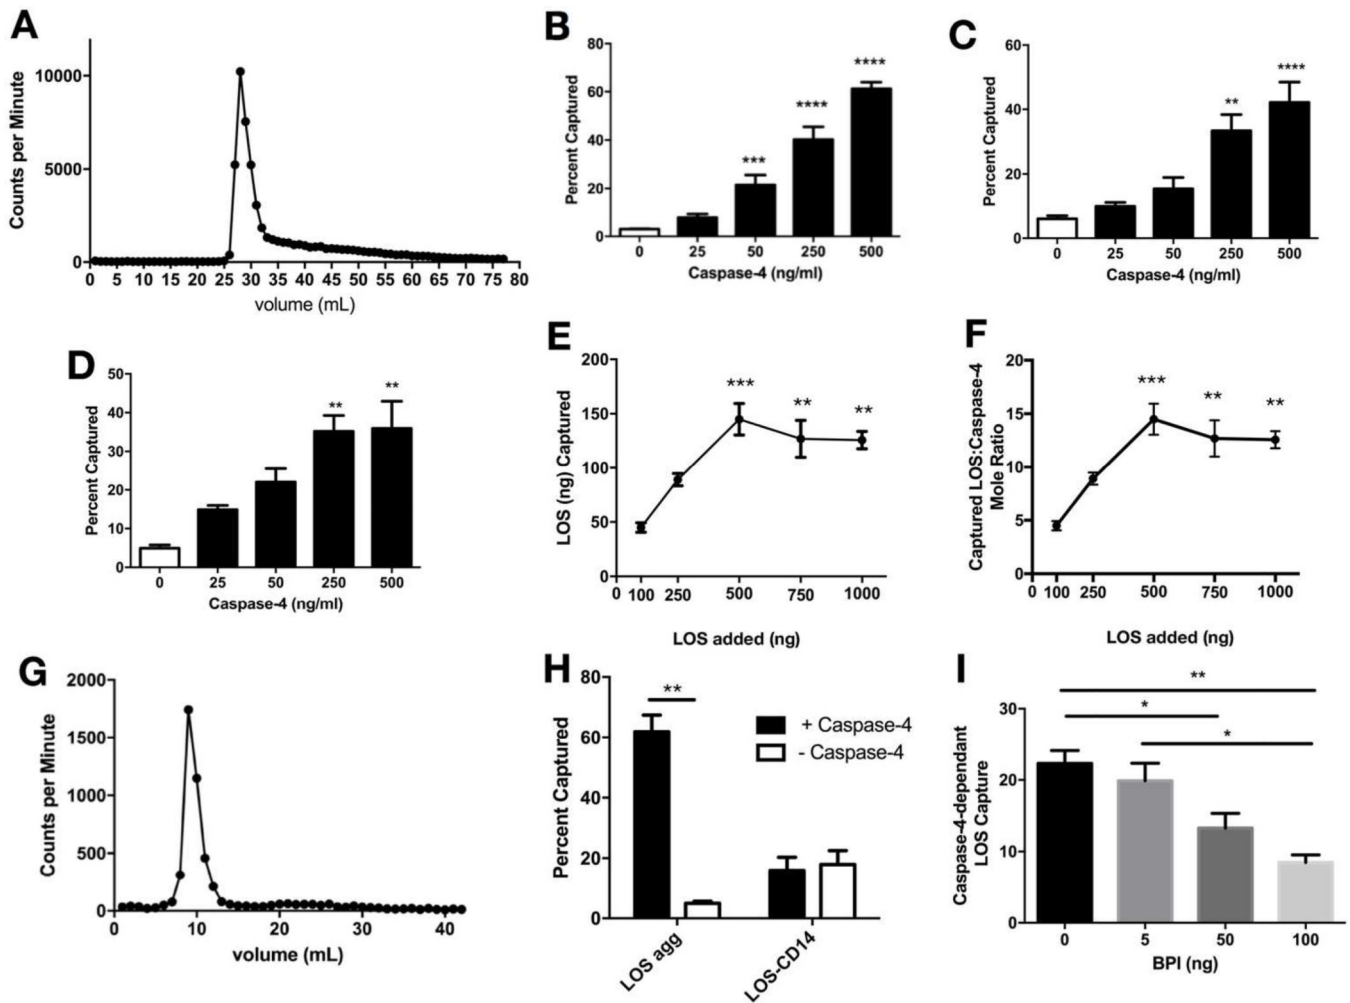 A
Counts per Minute
10000
5000
0
0 5 10 15 20 25 30 35 40 45 50 55 60 65 70 75 80
volume (mL)
B
Percent Captured
80
60
40
20
0
*** **** ****
0 25 50 250 500
Caspase-4 (ng/ml)
C
Percent Captured
60
40
20
0
** ****
0 25 50 250 500
Caspase-4 (ng/ml)
D
Percent Captured
50
40
30
20
10
0
** **
0 25 50 250 500
Caspase-4 (ng/ml)
E
LOS (ng) Captured
200
150
100
50
0
*** ** **
0 100 250 500 750 1000
LOS added (ng)
F
Captured LOS:Caspase-4
Mole Ratio
20
15
10
5
0
*** ** **
0 100 250 500 750 1000
LOS added (ng)
G
Counts per Minute
2000
1500
1000
500
0
0 10 20 30 40
volume (mL)
H
Percent Captured
80
60
40
20
0
**
+ Caspase-4
- Caspase-4
LOS agg
LOS-CD14
I
Caspase-4-dependant
LOS Capture
30
20
10
0
**
*
*
0 5 50 100
BPI (ng)